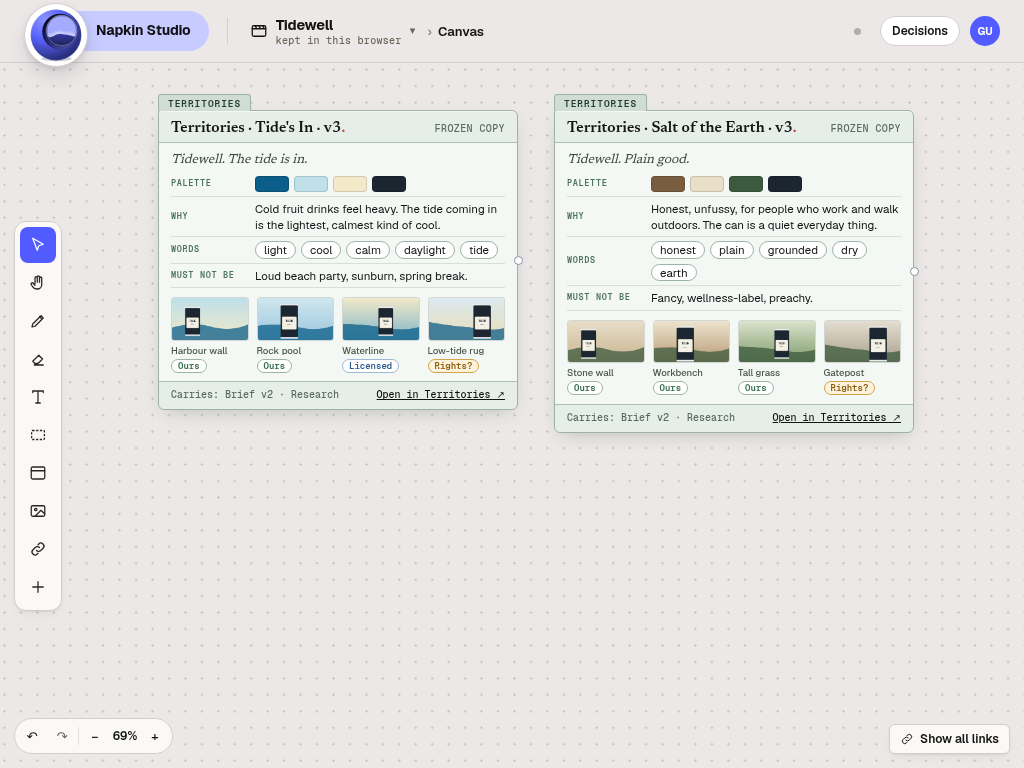 Napkin Studio
Tidewell
kept in this browser
Canvas
Decisions
GU
TERRITORIES
Territories · Tide's In · v3.
FROZEN COPY
Tidewell. The tide is in.
PALETTE
WHY
Cold fruit drinks feel heavy. The tide coming in
is the lightest, calmest kind of cool.
WORDS
light cool calm daylight tide
MUST NOT BE
Loud beach party, sunburn, spring break.
Harbour wall Rock pool Waterline Low-tide rug
Ours Ours Licensed Rights?
Carries: Brief v2 · Research
Open in Territories ↗
TERRITORIES
Territories · Salt of the Earth · v3.
FROZEN COPY
Tidewell. Plain good.
PALETTE
WHY
Honest, unfussy, for people who work and walk
outdoors. The can is a quiet everyday thing.
WORDS
honest plain grounded dry
earth
MUST NOT BE
Fancy, wellness-label, preachy.
Stone wall Workbench Tall grass Gatepost
Ours Ours Ours Rights?
Carries: Brief v2 · Research
Open in Territories ↗
69%
Show all links